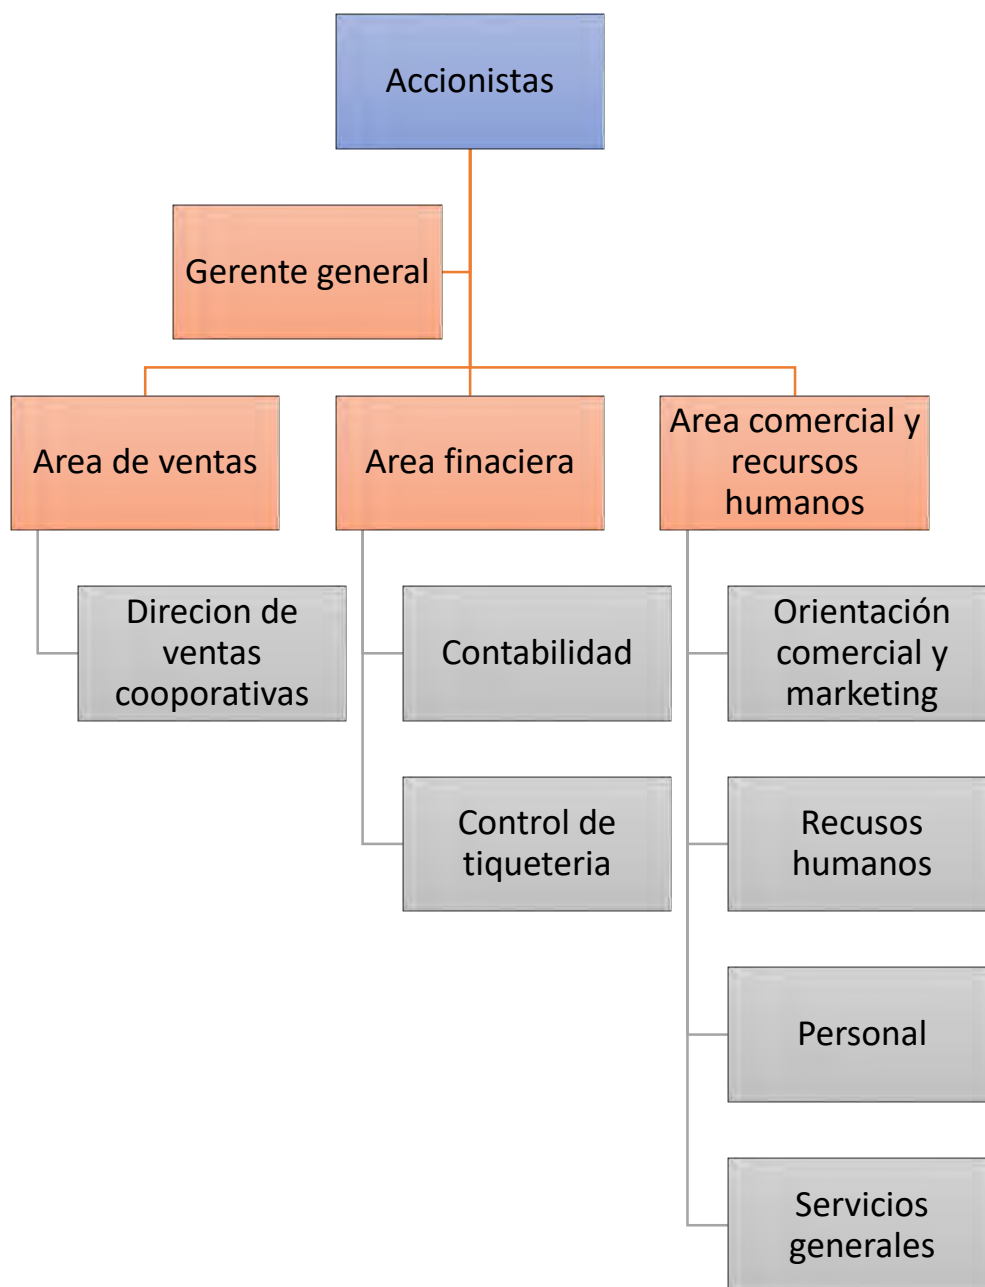 Accionistas
Gerente general
Area de ventas
Area finaciera
Area comercial y
recursos
humanos
Direcion de
ventas
cooporativas
Contabilidad
Control de
tiqueteria
Orientación
comercial y
marketing
Recusos
humanos
Personal
Servicios
generales